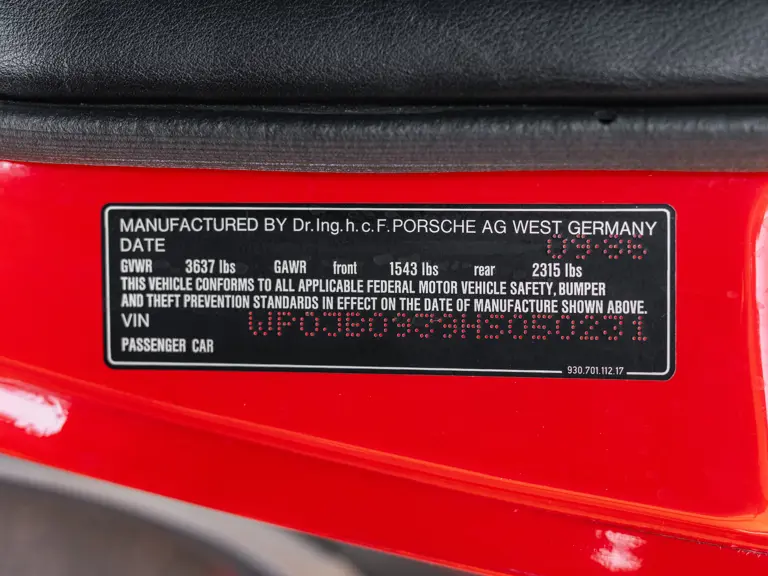 MANUFACTURED BY Dr.Ing.h.c.F.PORSCHE AG WEST GERMANY
DATE 09-86
GVWR 3637 lbs GAWR front 1543 lbs rear 2315 lbs
THIS VEHICLE CONFORMS TO ALL APPLICABLE FEDERAL MOTOR VEHICLE SAFETY, BUMPER
AND THEFT PREVENTION STANDARDS IN EFFECT ON THE DATE OF MANUFACTURE SHOWN ABOVE.
VIN WP0JB0939HS050231
PASSENGER CAR
930.701.112.17